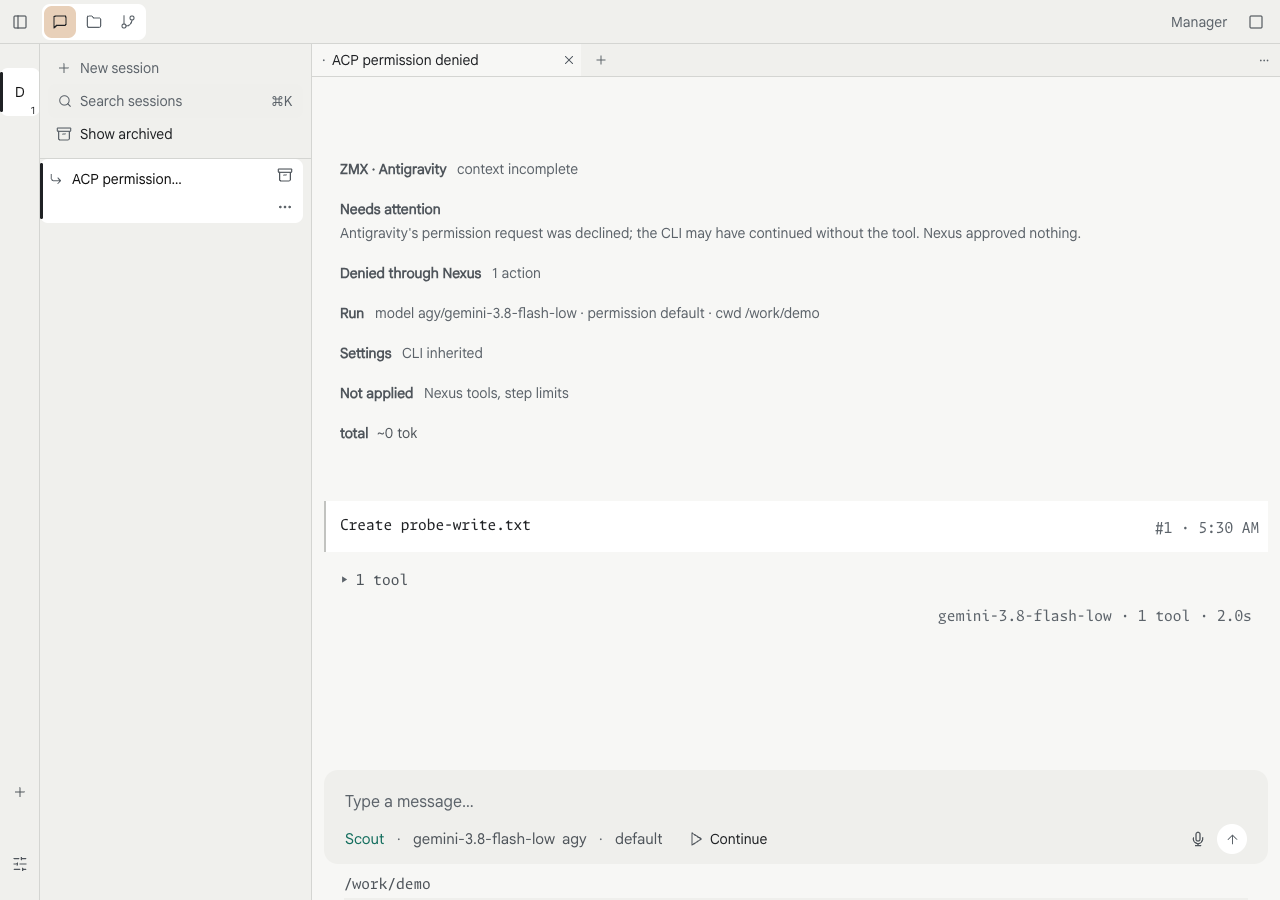 Manager
D
1
New session
Search sessions ⌘K
Show archived
ACP permission...
· ACP permission denied
ZMX · Antigravity context incomplete
Needs attention
Antigravity's permission request was declined; the CLI may have continued without the tool. Nexus approved nothing.
Denied through Nexus 1 action
Run model agy/gemini-3.8-flash-low · permission default · cwd /work/demo
Settings CLI inherited
Not applied Nexus tools, step limits
total ~0 tok
Create probe-write.txt
#1 · 5:30 AM
1 tool
gemini-3.8-flash-low · 1 tool · 2.0s
Type a message...
Scout · gemini-3.8-flash-low agy · default Continue
/work/demo